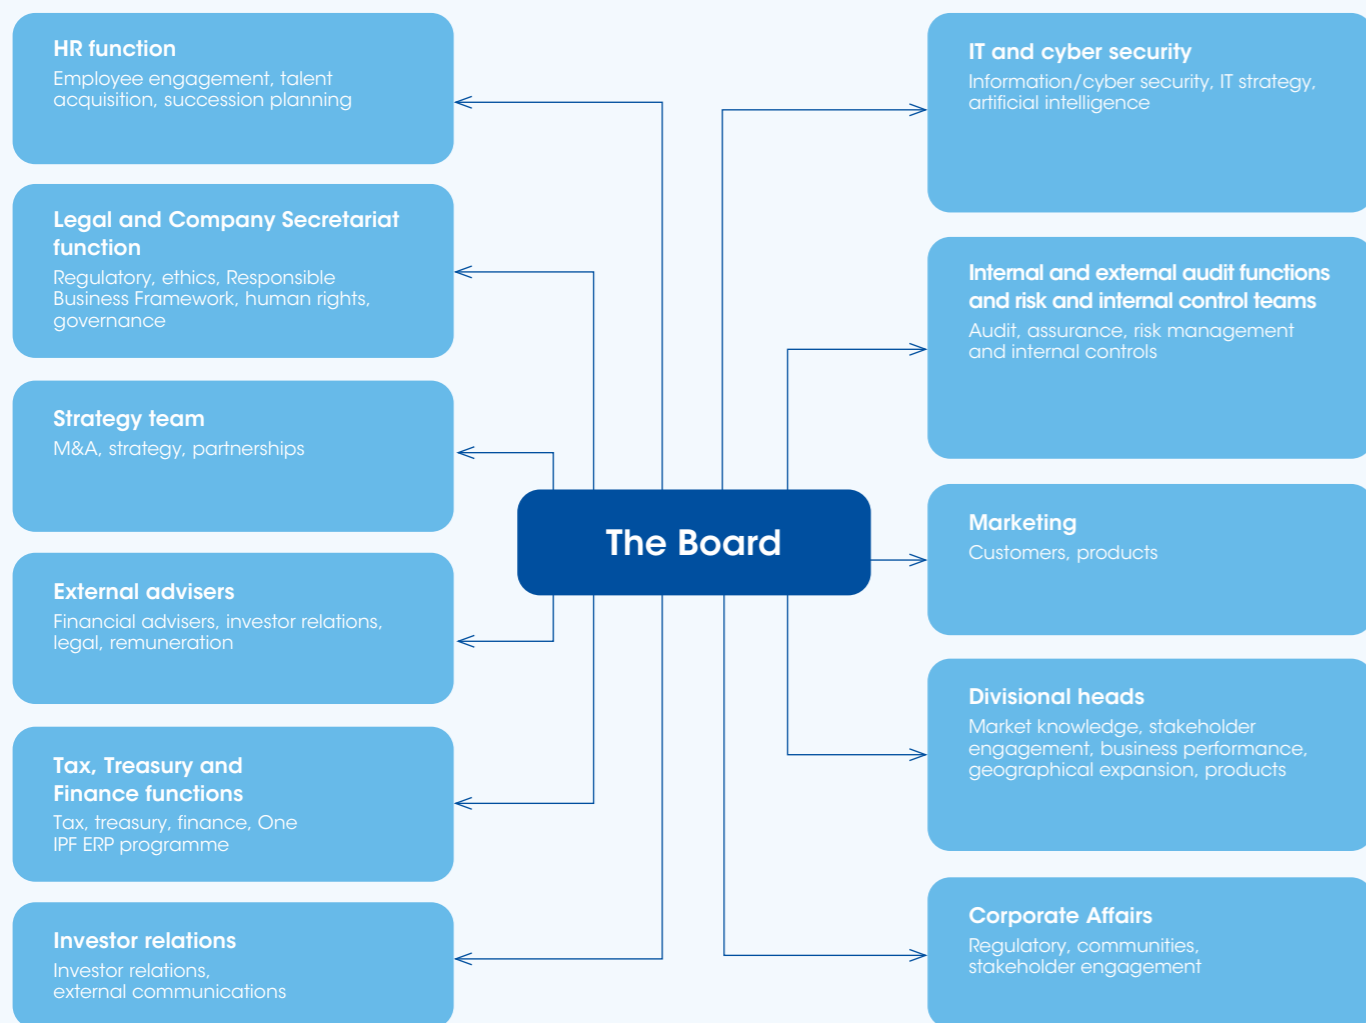 HR function
Employee engagement, talent
acquisition, succession planning
Legal and Company Secretariat
function
Regulatory, ethics, Responsible
Business Framework, human rights,
governance
Strategy team
M&A, strategy, partnerships
External advisers
Financial advisers, investor relations,
legal, remuneration
Tax, Treasury and
Finance functions
Tax, treasury, finance, One
IPF ERP programme
Investor relations
Investor relations,
external communications
The Board
IT and cyber security
Information/cyber security, IT strategy,
artificial intelligence
Internal and external audit functions
and risk and internal control teams
Audit, assurance, risk management
and internal controls
Marketing
Customers, products
Divisional heads
Market knowledge, stakeholder
engagement, business performance,
geographical expansion, products
Corporate Affairs
Regulatory, communities,
stakeholder engagement